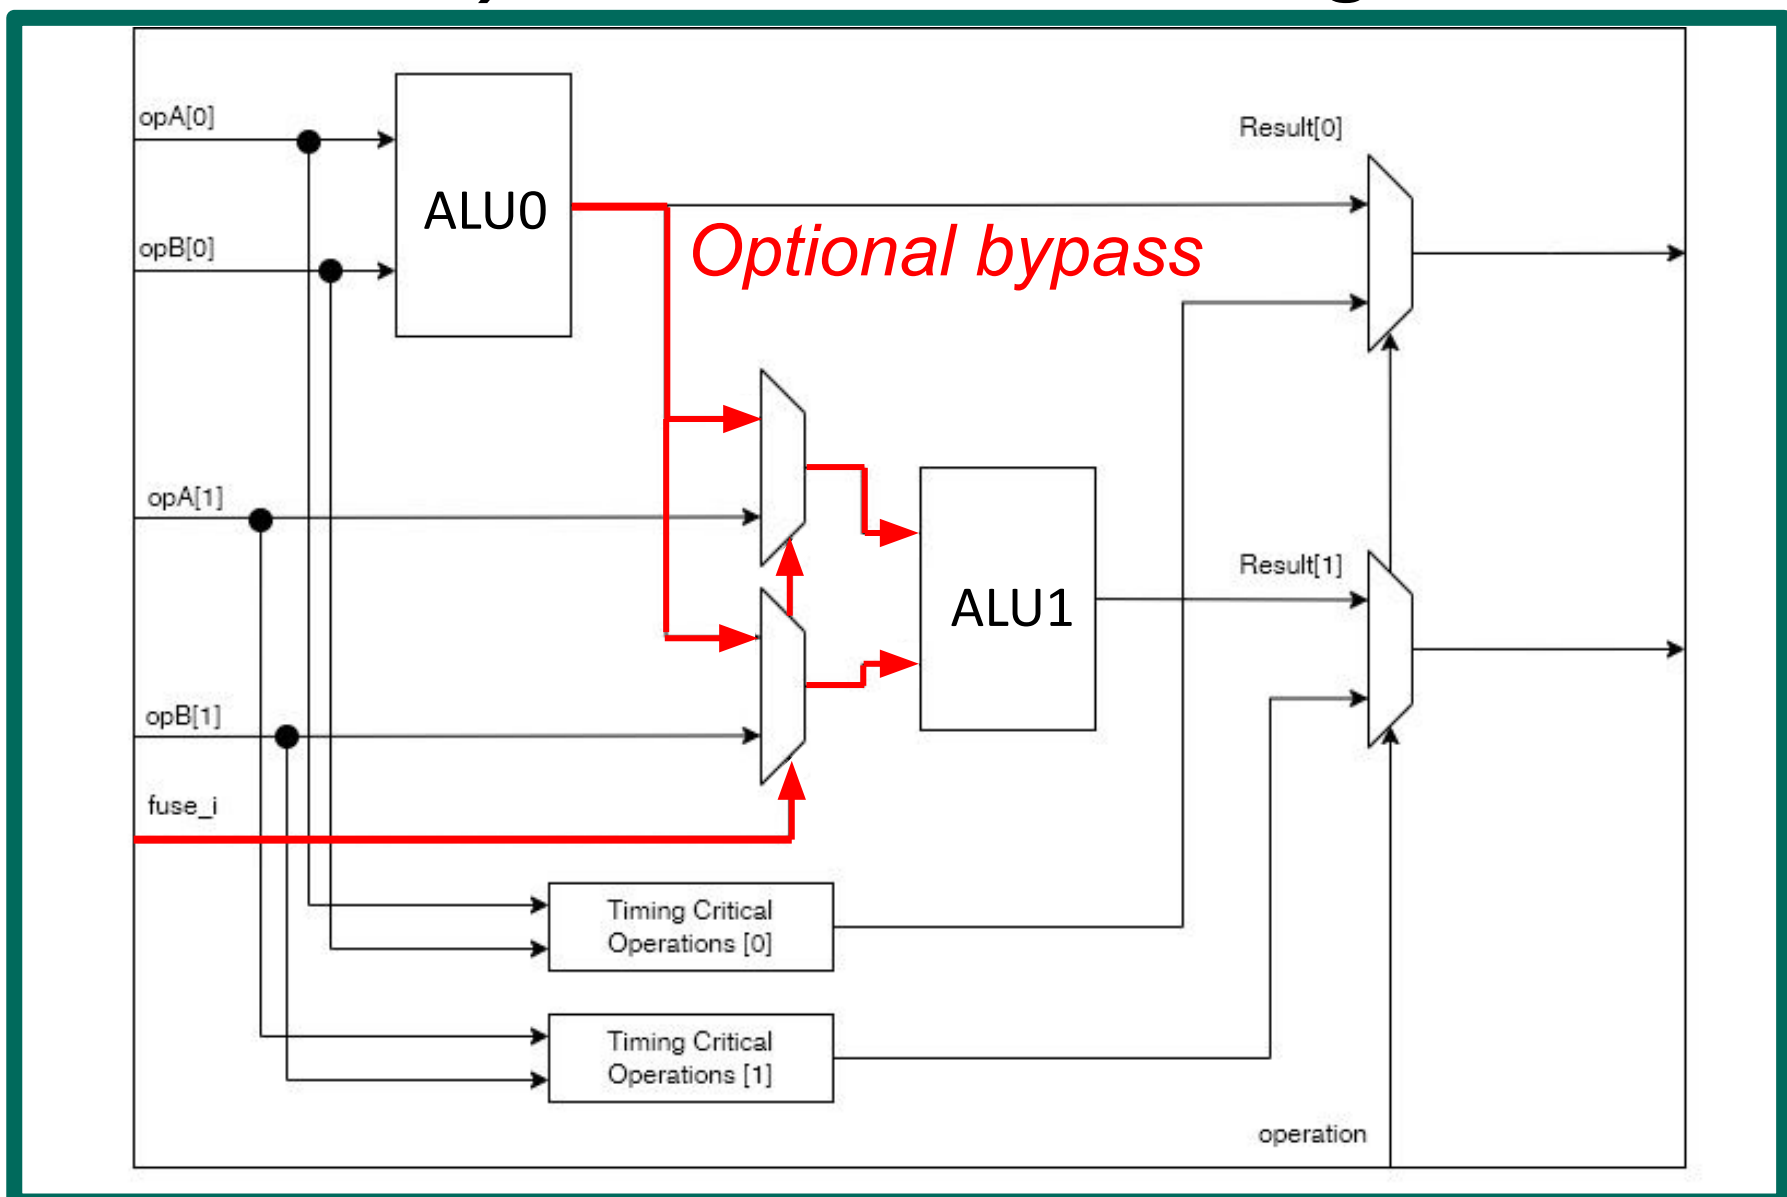 opA[0]
Result[0]
ALU0
opB[0]
Optional bypass
opA[1]
Result[1]
ALU1
opB[1]
fuse_i
Timing Critical
Operations [0]
Timing Critical
Operations [1]
operation